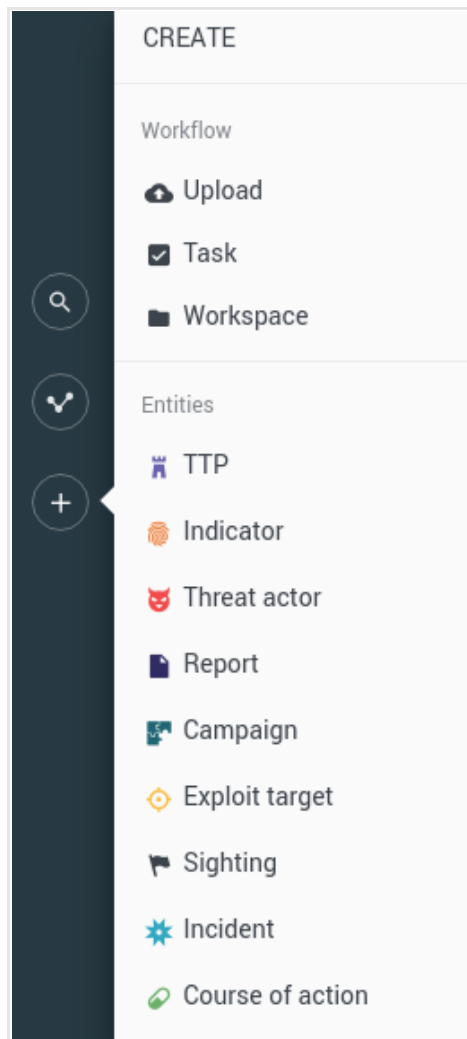 CREATE
Workflow
Upload
Task
Workspace
Entities
TTP
Indicator
Threat actor
Report
Campaign
Exploit target
Sighting
Incident
Course of action